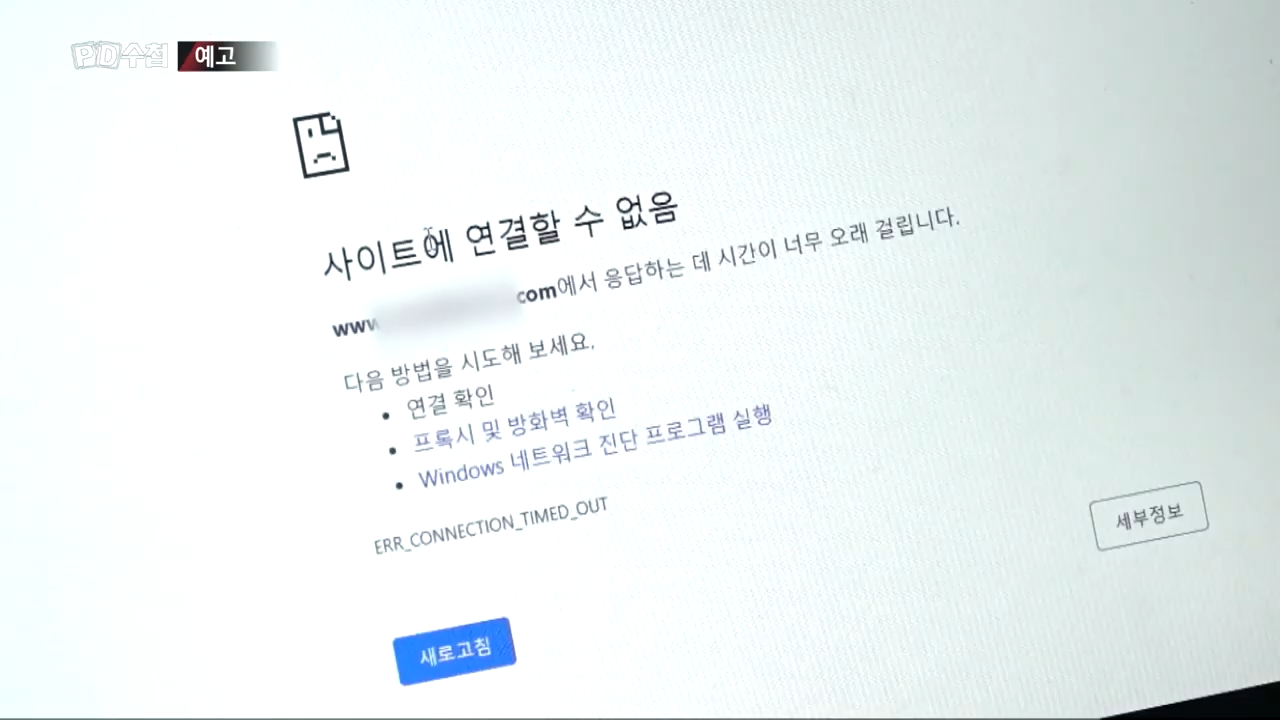 PD수첩 예고
사이트에 연결할 수 없음
www com에서 응답하는 데 시간이 너무 오래 걸립니다.
다음 방법을 시도해 보세요.
• 연결 확인
• 프록시 및 방화벽 확인
• Windows 네트워크 진단 프로그램 실행
ERR_CONNECTION_TIMED_OUT
세부정보
새로고침